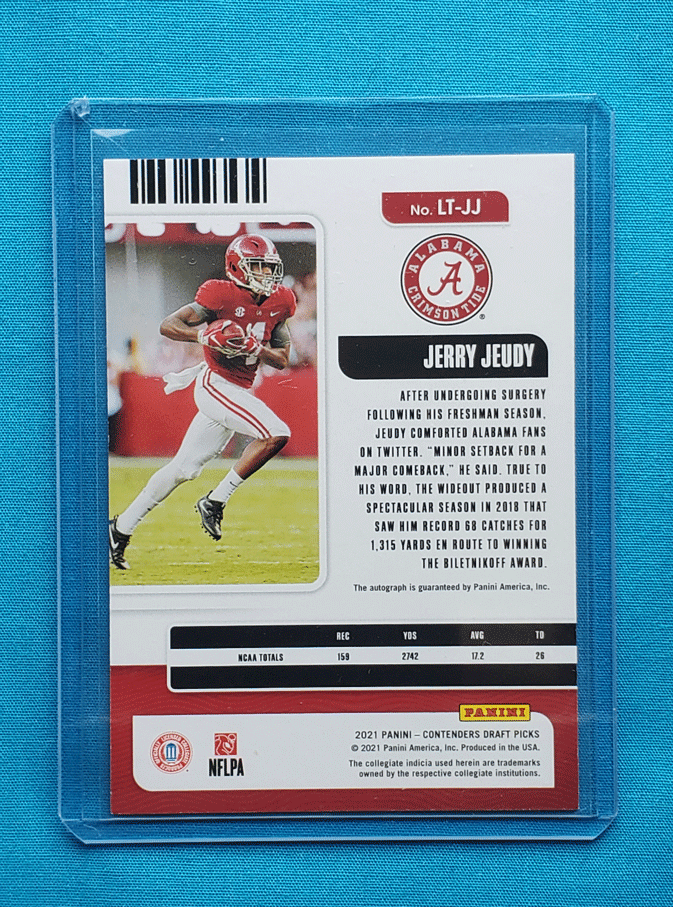 No. LT-JJ
ALABAMA
A
CRIMSON TIDE
®
JERRY JEUDY
AFTER UNDERGOING SURGERY
FOLLOWING HIS FRESHMAN SEASON,
JEUDY COMFORTED ALABAMA FANS
ON TWITTER. "MINOR SETBACK FOR A
MAJOR COMEBACK," HE SAID. TRUE TO
HIS WORD, THE WIDEOUT PRODUCED A
SPECTACULAR SEASON IN 2018 THAT
SAW HIM RECORD 68 CATCHES FOR
1,315 YARDS EN ROUTE TO WINNING
THE BILETNIKOFF AWARD.
The autograph is guaranteed by Panini America, Inc.
REC YDS AVG TD
NCAA TOTALS 159 2742 17.2 26
PANINI
2021 PANINI – CONTENDERS DRAFT PICKS
© 2021 Panini America, Inc. Produced in the USA.
The collegiate indicia used herein are trademarks
owned by the respective collegiate institutions.
OFFICIALLY LICENSED COLLEGIATE PRODUCTS
NFLPA